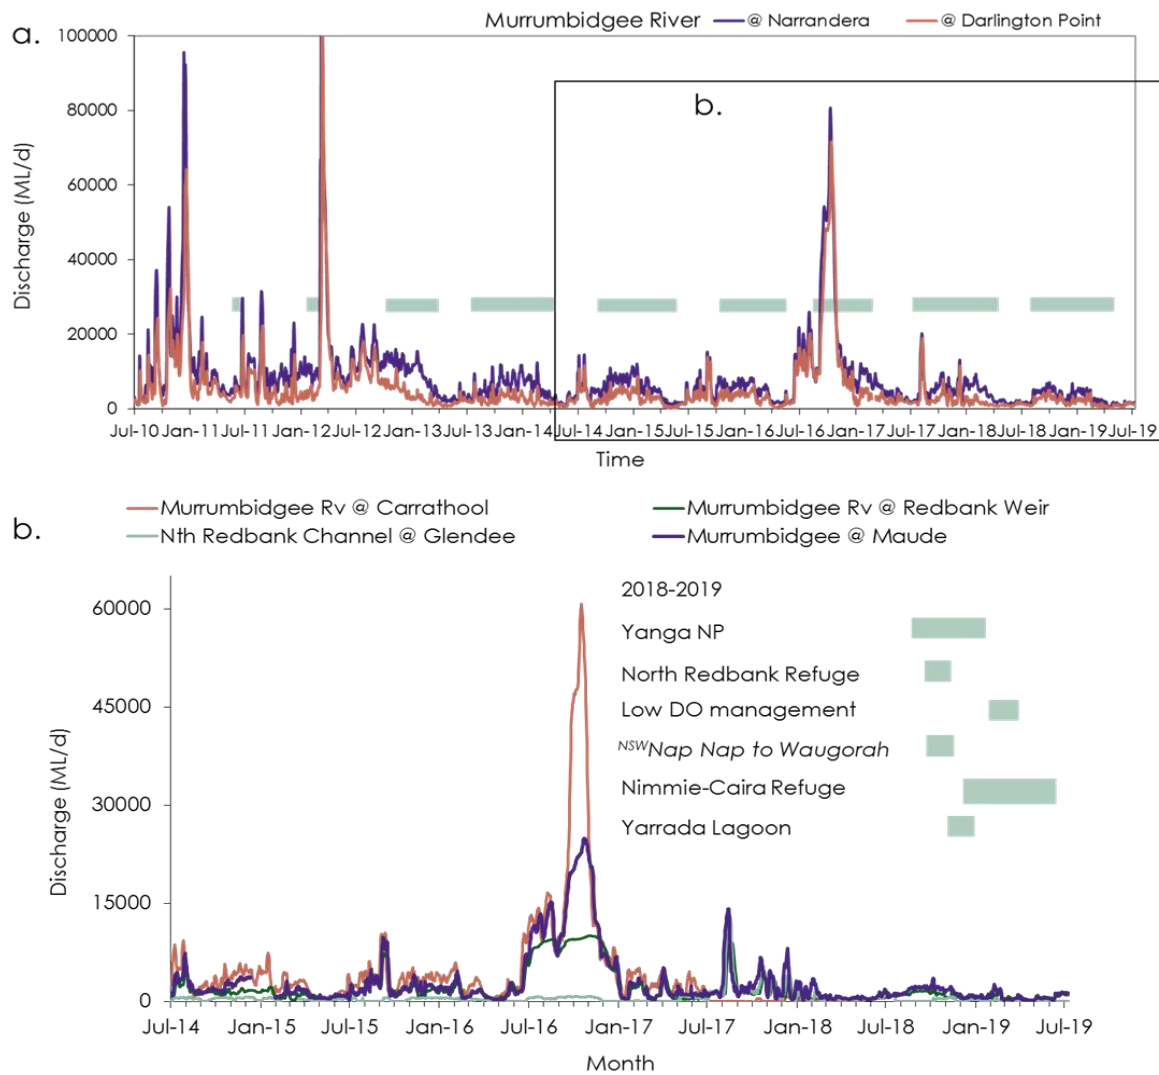 Murrumbidgee River @ Narrandera @ Darlington Point
a.
100000
b.
80000
60000
40000
20000
0
Discharge (ML/d)
Jul-10 Jan-11 Jul-11 Jan-12 Jul-12 Jan-13 Jul-13 Jan-14 Jul-14 Jan-15 Jul-15 Jan-16 Jul-16 Jan-17 Jul-17 Jan-18 Jul-18 Jan-19 Jul-19
Time
Murrumbidgee Rv @ Carrathool Murrumbidgee Rv @ Redbank Weir
b.
Nth Redbank Channel @ Glendee Murrumbidgee @ Maude
2018-2019
Yanga NP
North Redbank Refuge
Low DO management
NSWNap Nap to Waugorah
Nimmie-Caira Refuge
Yarrada Lagoon
60000
45000
30000
15000
0
Discharge (ML/d)
Jul-14 Jan-15 Jul-15 Jan-16 Jul-16 Jan-17 Jul-17 Jan-18 Jul-18 Jan-19 Jul-19
Month